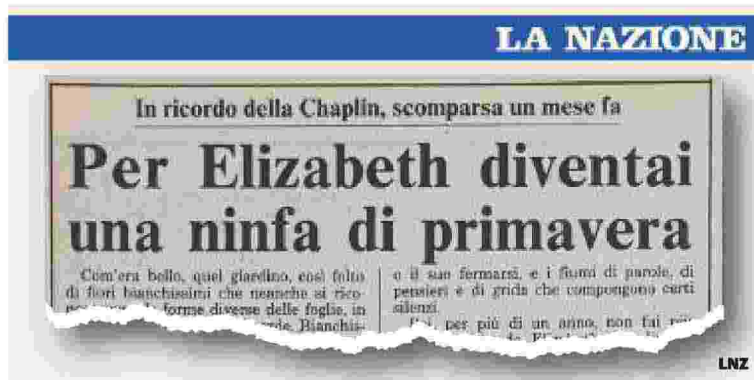 LA NAZIONE
In ricordo della Chaplin, scomparsa un mese fa
Per Elizabeth diventai
una ninfa di primavera
Com'era bello, quel giardino, così folto
di fiori bianchissimi che neanche si rico-
forme diverse delle foglie, in
Bianchis-
e il suo fermarsi, e i fiumi di parole, di
pensieri e di grida che compongono certi
silenzi.
per più di un anno, non fai
LNZ